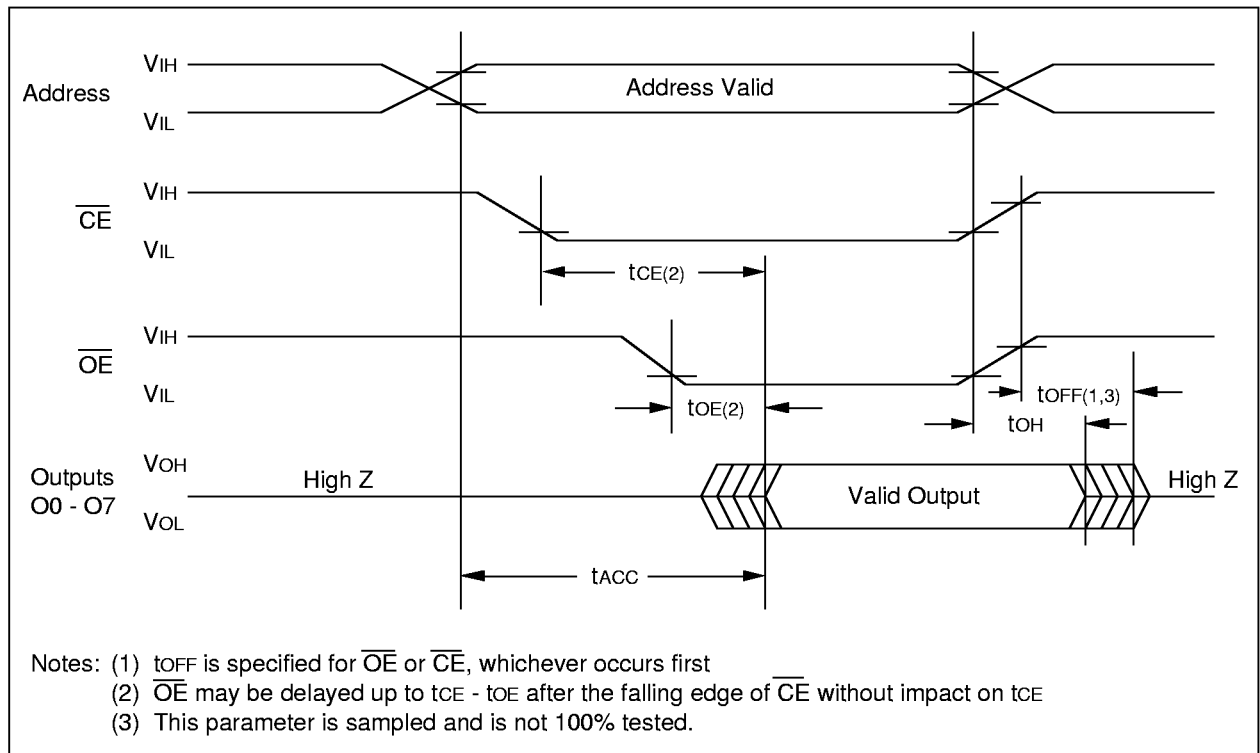 VIH
Address
Address Valid
VIL
VIH
CE
VIL
tCE(2)
VIH
OE
VIL
tOE(2)
tOFF(1,3)
tOH
VOH
Outputs
O0 - O7
High Z
Valid Output
High Z
VOL
tACC
Notes: (1) tOFF is specified for OE or CE, whichever occurs first
(2) OE may be delayed up to tCE - tOE after the falling edge of CE without impact on tCE
(3) This parameter is sampled and is not 100% tested.